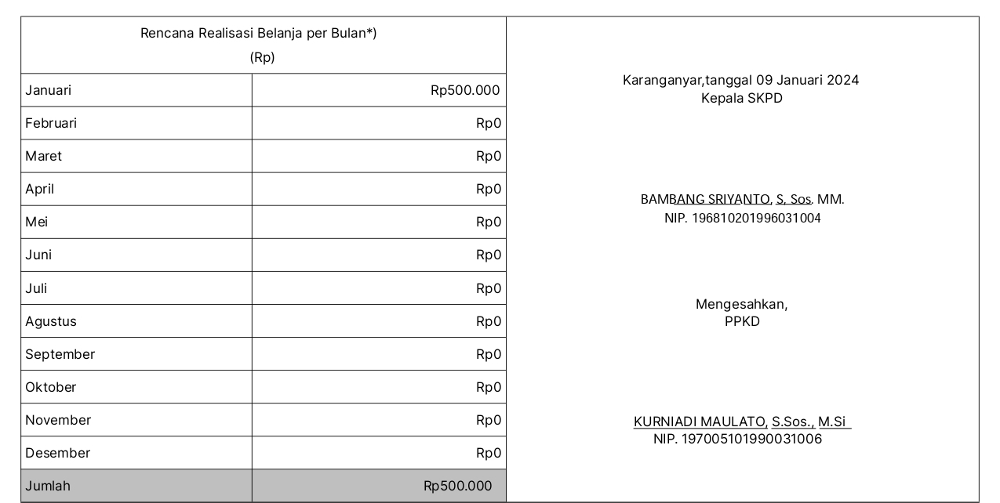 Rencana Realisasi Belanja per Bulan*)
(Rp)
Januari Rp500.000
Februari Rp0
Maret Rp0
April Rp0
Mei Rp0
Juni Rp0
Juli Rp0
Agustus Rp0
September Rp0
Oktober Rp0
November Rp0
Desember Rp0
Jumlah Rp500.000
Karanganyar,tanggal 09 Januari 2024
Kepala SKPD
BAMBANG SRIYANTO, S, Sos. MM.
NIP. 196810201996031004
Mengesahkan,
PPKD
KURNIADI MAULATO, S.Sos., M.Si
NIP. 197005101990031006